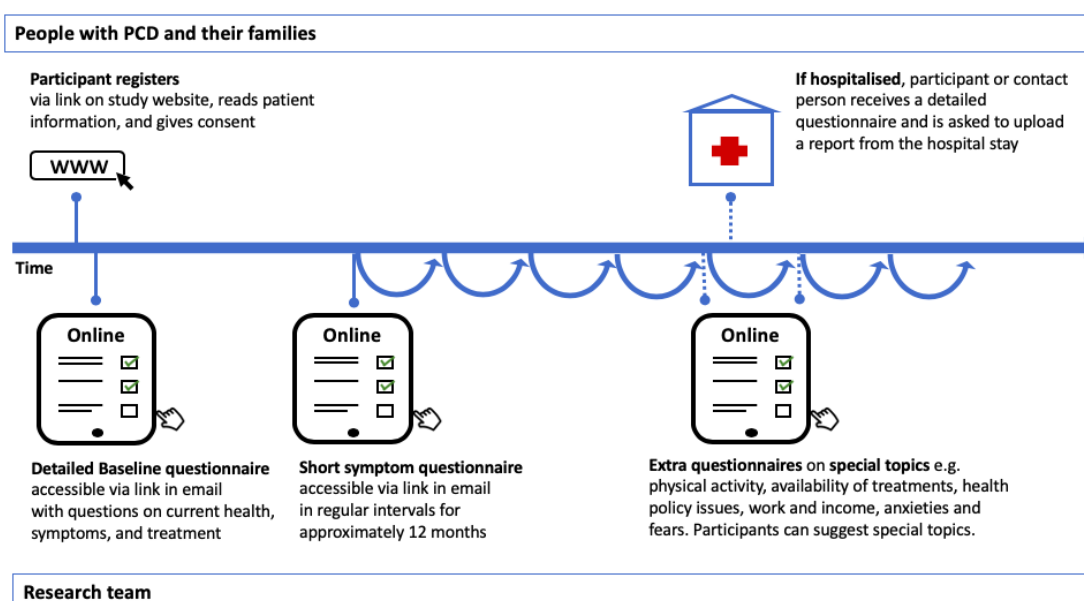 People with PCD and their families
Participant registers
via link on study website, reads patient
information, and gives consent
WWW
If hospitalised, participant or contact
person receives a detailed
questionnaire and is asked to upload
a report from the hospital stay
Time
Online
Online
Online
Detailed Baseline questionnaire
accessible via link in email
with questions on current health,
symptoms, and treatment
Short symptom questionnaire
accessible via link in email
in regular intervals for
approximately 12 months
Extra questionnaires on special topics e.g.
physical activity, availability of treatments, health
policy issues, work and income, anxieties and
fears. Participants can suggest special topics.
Research team